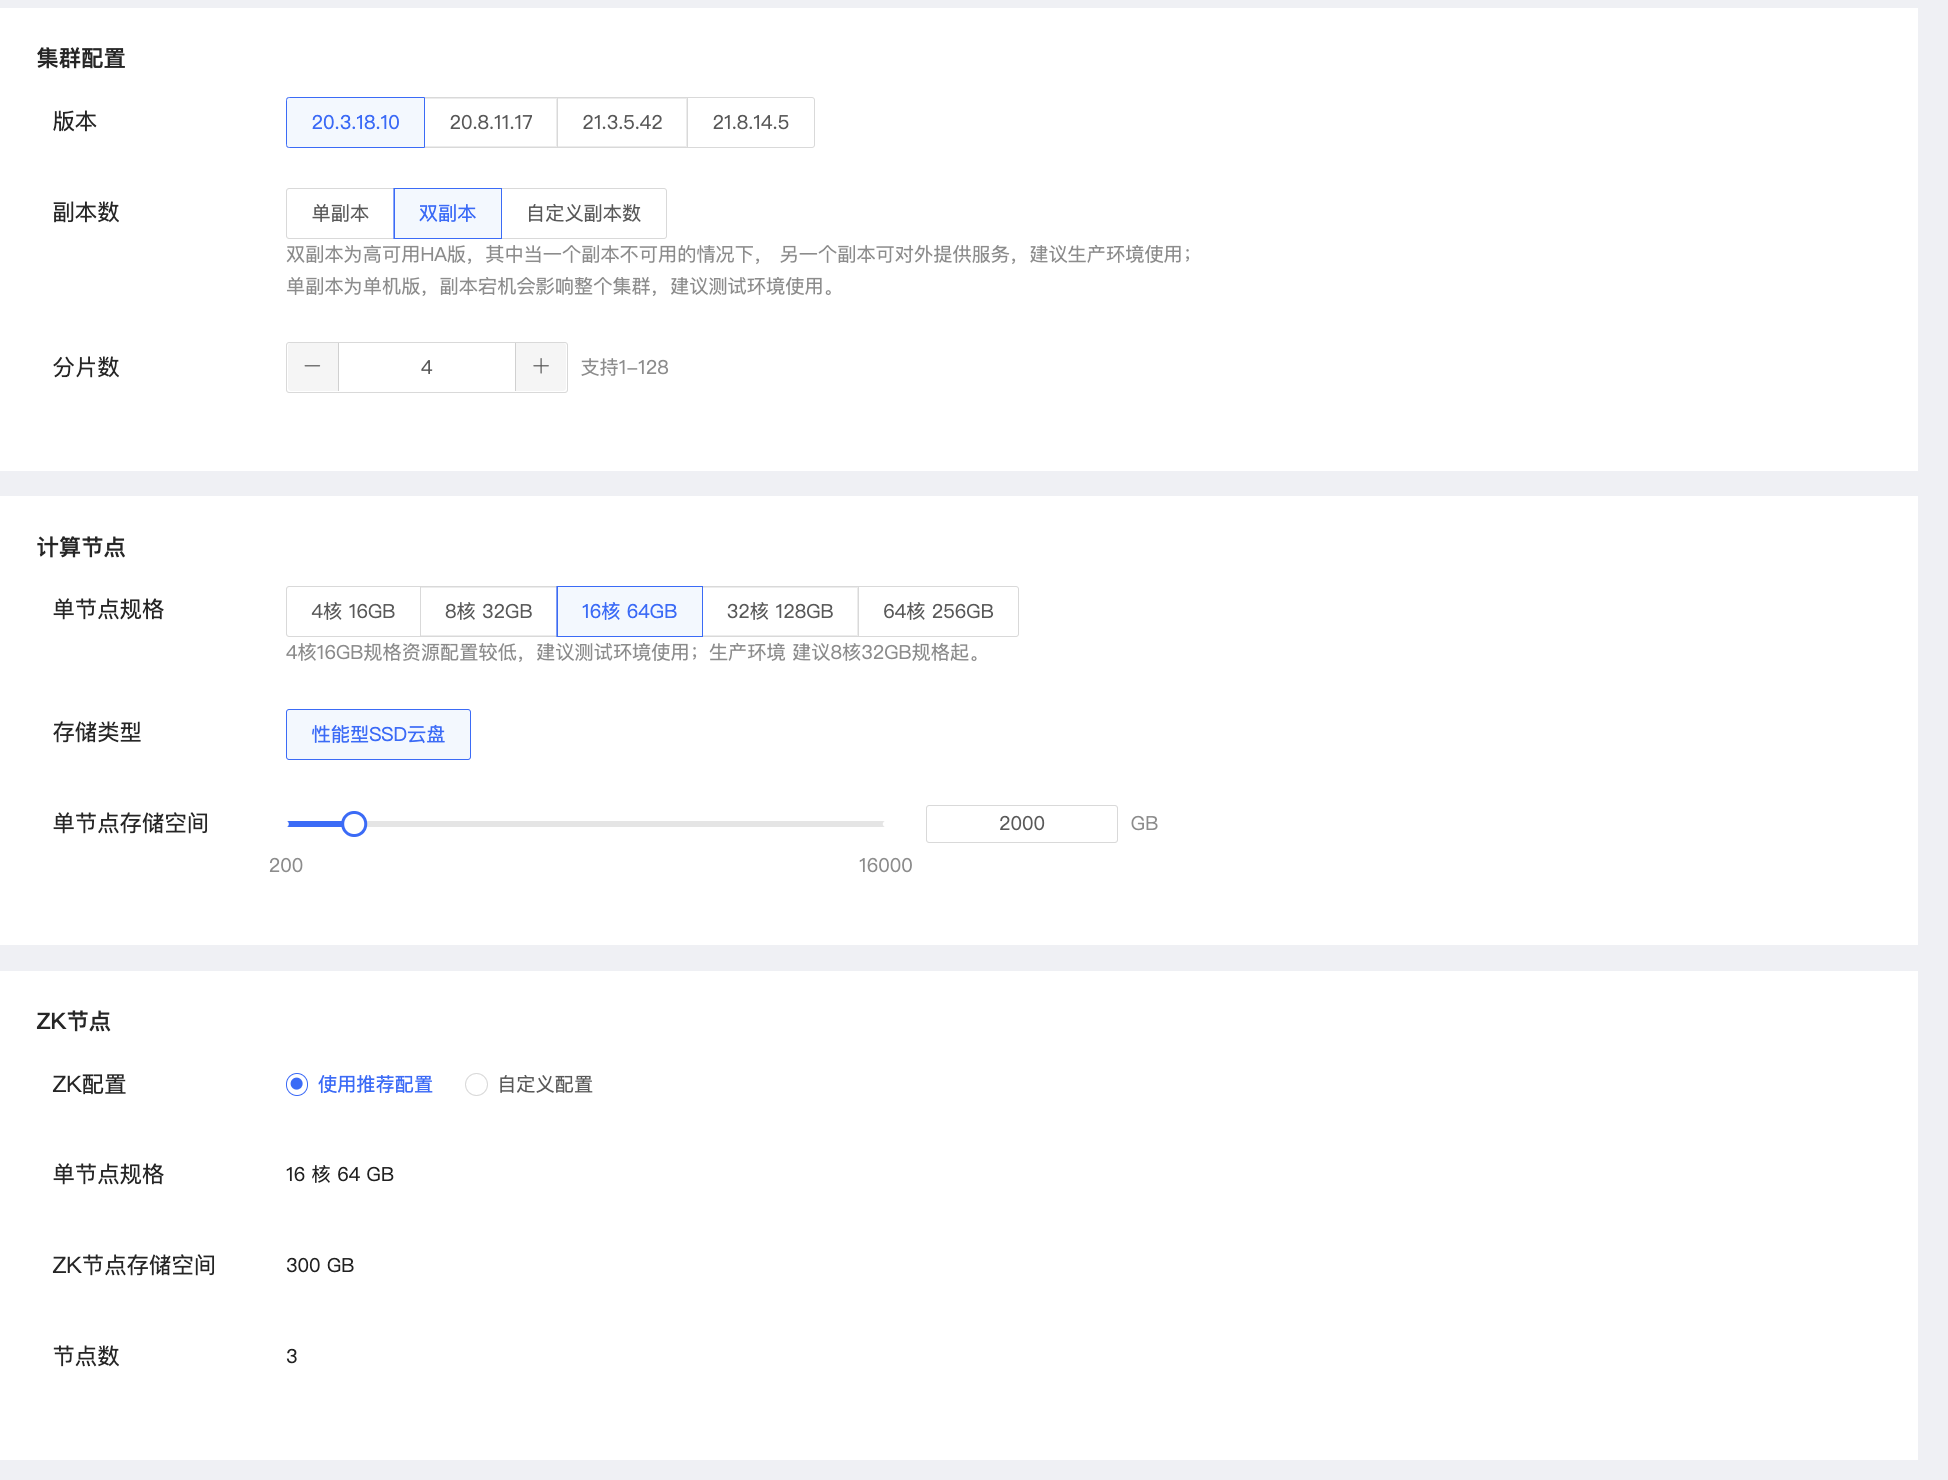 集群配置
版本
20.3.18.10 20.8.11.17 21.3.5.42 21.8.14.5
副本数
单副本 双副本 自定义副本数
双副本为高可用HA版，其中当一个副本不可用的情况下， 另一个副本可对外提供服务，建议生产环境使用；
单副本为单机版，副本宕机会影响整个集群，建议测试环境使用。
分片数
4 支持1-128
计算节点
单节点规格
4核 16GB 8核 32GB 16核 64GB 32核 128GB 64核 256GB
4核16GB规格资源配置较低，建议测试环境使用；生产环境 建议8核32GB规格起。
存储类型
性能型SSD云盘
单节点存储空间
2000 GB
200 16000
ZK节点
ZK配置
使用推荐配置 自定义配置
单节点规格
16 核 64 GB
ZK节点存储空间
300 GB
节点数
3